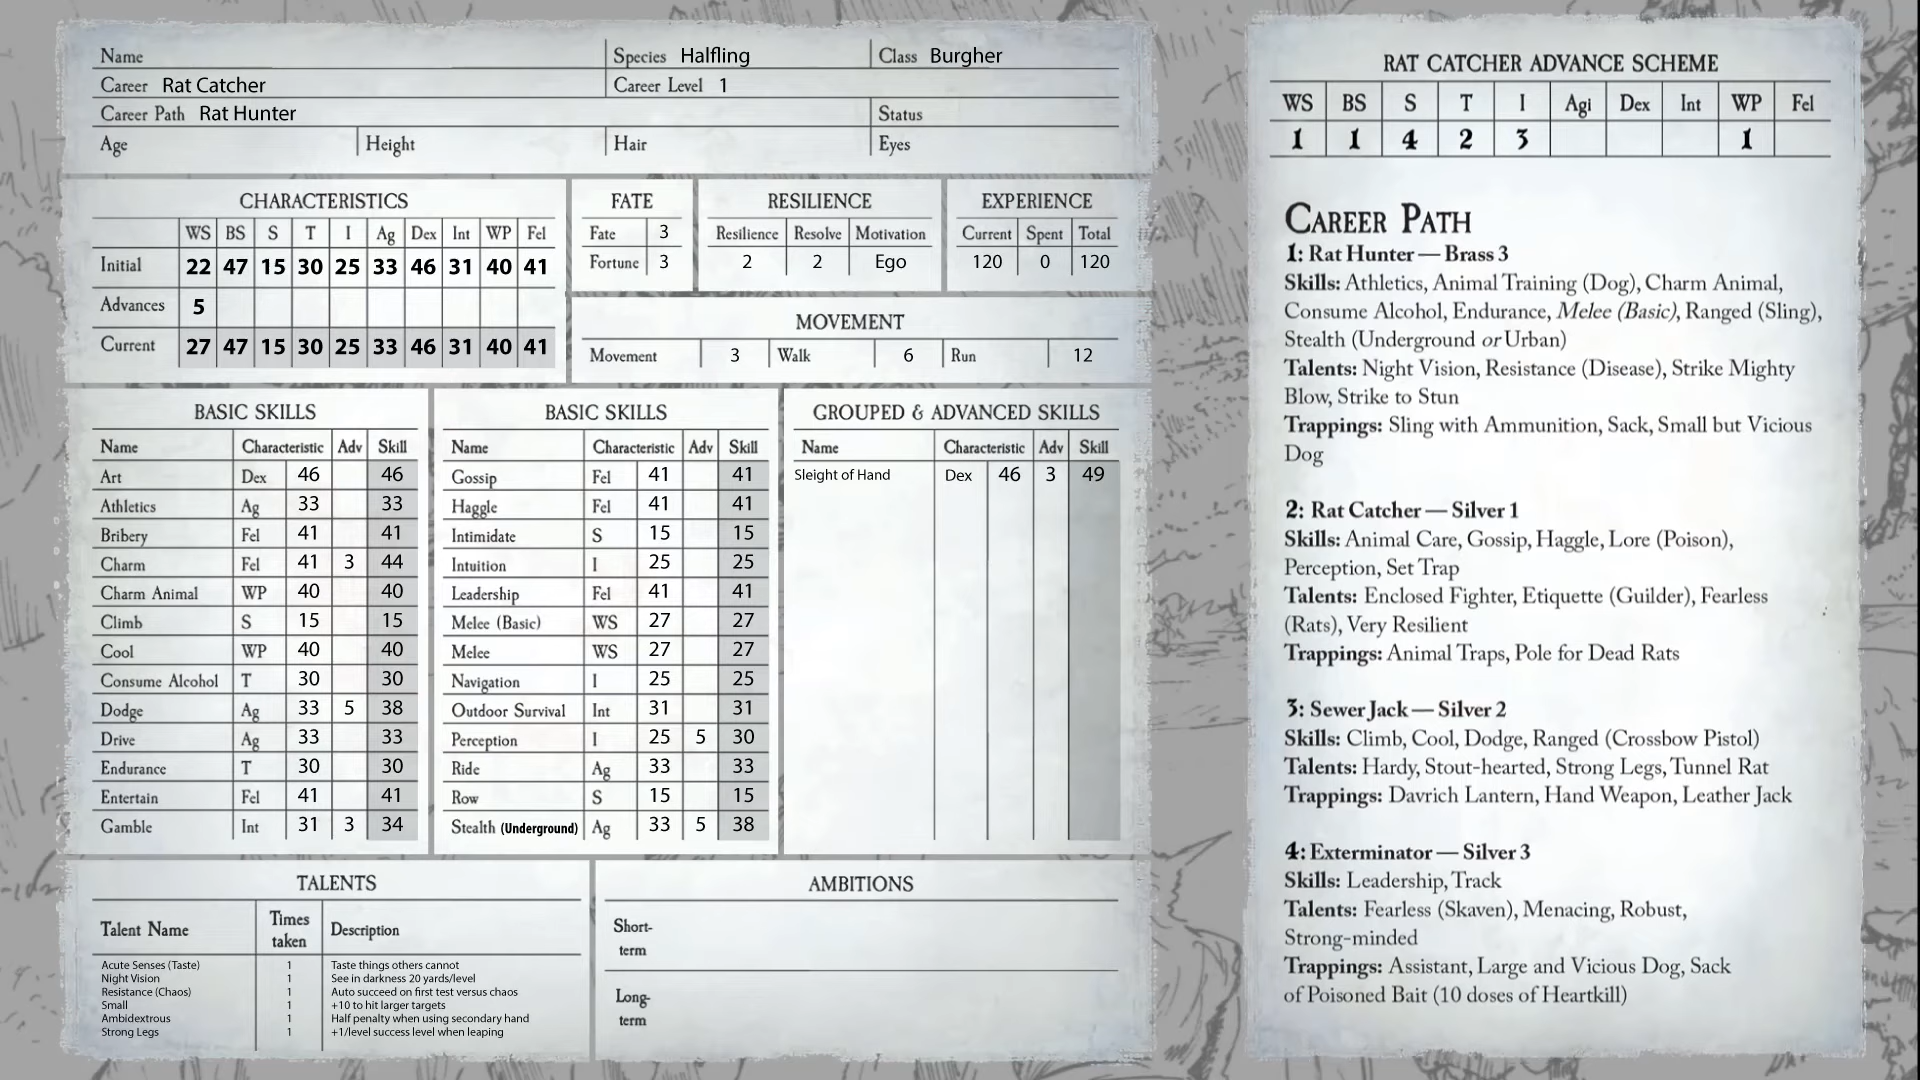 Name Species Halfling Class Burgher
Career Rat Catcher Career Level 1
Career Path Rat Hunter Status
Age Height Hair Eyes
CHARACTERISTICS
WS BS S T I Ag Dex Int WP Fel
Initial 22 47 15 30 25 33 46 31 40 41
Advances 5
Current 27 47 15 30 25 33 46 31 40 41
FATE
Fate 3
Fortune 3
RESILIENCE
Resilience Resolve Motivation
2 2 Ego
EXPERIENCE
Current Spent Total
120 0 120
MOVEMENT
Movement 3 Walk 6 Run 12
BASIC SKILLS
Name Characteristic Adv Skill
Art Dex 46 46
Athletics Ag 33 33
Bribery Fel 41 41
Charm Fel 41 3 44
Charm Animal WP 40 40
Climb S 15 15
Cool WP 40 40
Consume Alcohol T 30 30
Dodge Ag 33 5 38
Drive Ag 33 33
Endurance T 30 30
Entertain Fel 41 41
Gamble Int 31 3 34
BASIC SKILLS
Name Characteristic Adv Skill
Gossip Fel 41 41
Haggle Fel 41 41
Intimidate S 15 15
Intuition I 25 25
Leadership Fel 41 41
Melee (Basic) WS 27 27
Melee WS 27 27
Navigation I 25 25
Outdoor Survival Int 31 31
Perception I 25 5 30
Ride Ag 33 33
Row S 15 15
Stealth (Underground) Ag 33 5 38
GROUPED & ADVANCED SKILLS
Name Characteristic Adv Skill
Sleight of Hand Dex 46 3 49
TALENTS
Talent Name Times taken Description
Acute Senses (Taste) 1 Taste things others cannot
Night Vision 1 See in darkness 20 yards/level
Resistance (Chaos) 1 Auto succeed on first test versus chaos
Small 1 +10 to hit larger targets
Ambidextrous 1 Half penalty when using secondary hand
Strong Legs 1 +1/level success level when leaping
AMBITIONS
Short-
term
Long-
term
RAT CATCHER ADVANCE SCHEME
WS BS S T I Agi Dex Int WP Fel
1 1 4 2 3 1
CAREER PATH
1: Rat Hunter — Brass 3
Skills: Athletics, Animal Training (Dog), Charm Animal,
Consume Alcohol, Endurance, Melee (Basic), Ranged (Sling),
Stealth (Underground or Urban)
Talents: Night Vision, Resistance (Disease), Strike Mighty
Blow, Strike to Stun
Trappings: Sling with Ammunition, Sack, Small but Vicious
Dog
2: Rat Catcher — Silver 1
Skills: Animal Care, Gossip, Haggle, Lore (Poison),
Perception, Set Trap
Talents: Enclosed Fighter, Etiquette (Guilder), Fearless
(Rats), Very Resilient
Trappings: Animal Traps, Pole for Dead Rats
3: Sewer Jack — Silver 2
Skills: Climb, Cool, Dodge, Ranged (Crossbow Pistol)
Talents: Hardy, Stout-hearted, Strong Legs, Tunnel Rat
Trappings: Davrich Lantern, Hand Weapon, Leather Jack
4: Exterminator — Silver 3
Skills: Leadership, Track
Talents: Fearless (Skaven), Menacing, Robust,
Strong-minded
Trappings: Assistant, Large and Vicious Dog, Sack
of Poisoned Bait (10 doses of Heartkill)